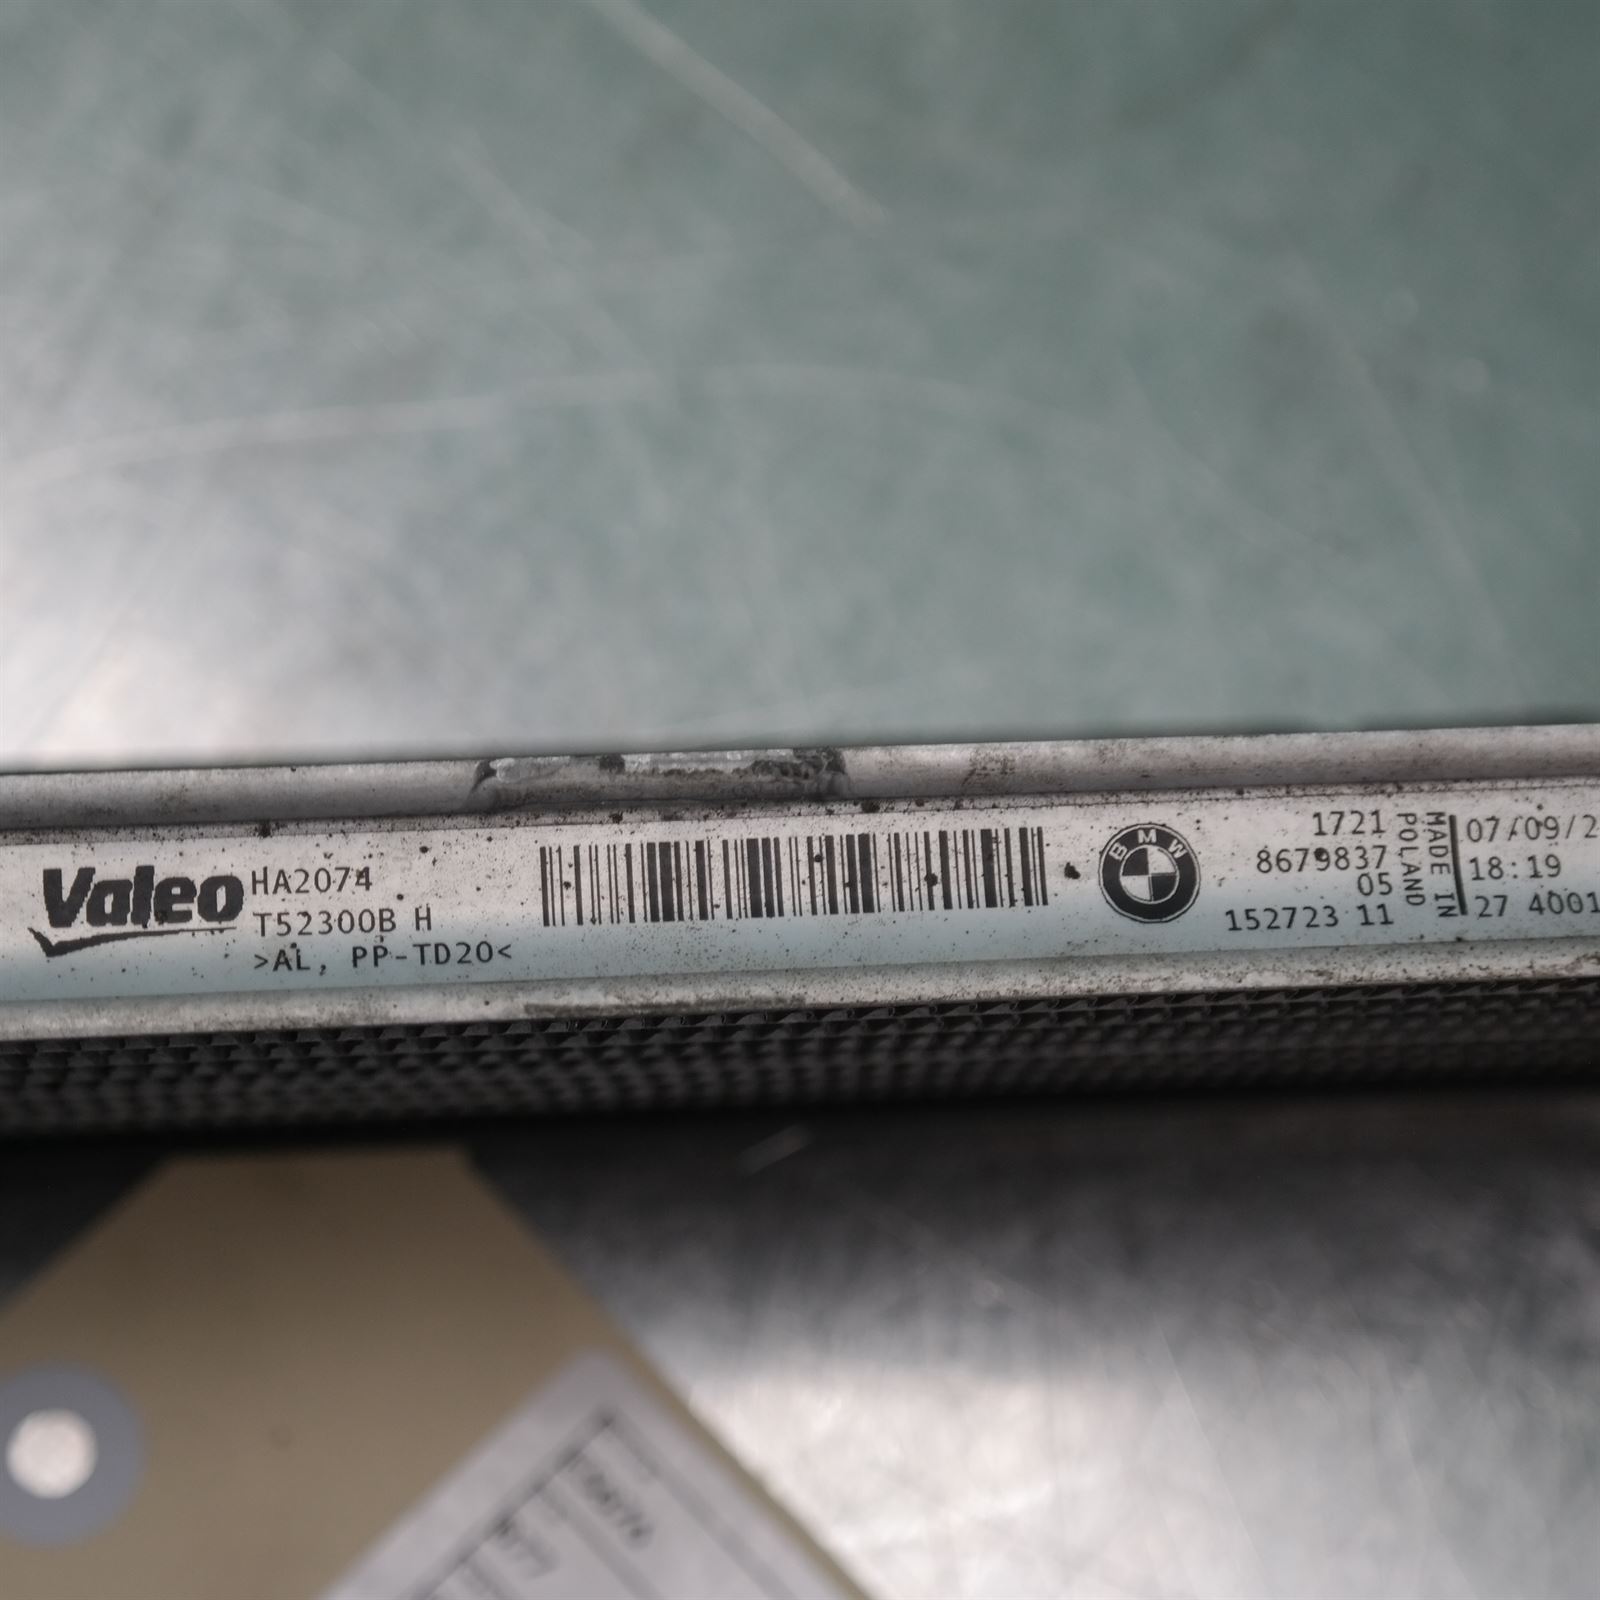 Valeo
HA2074
T52300B H
>AL, PP-TD20<
BMW
1721
8679837
05
152723 11
MADE IN
POLAND
07/09/2
18:19
27 4001